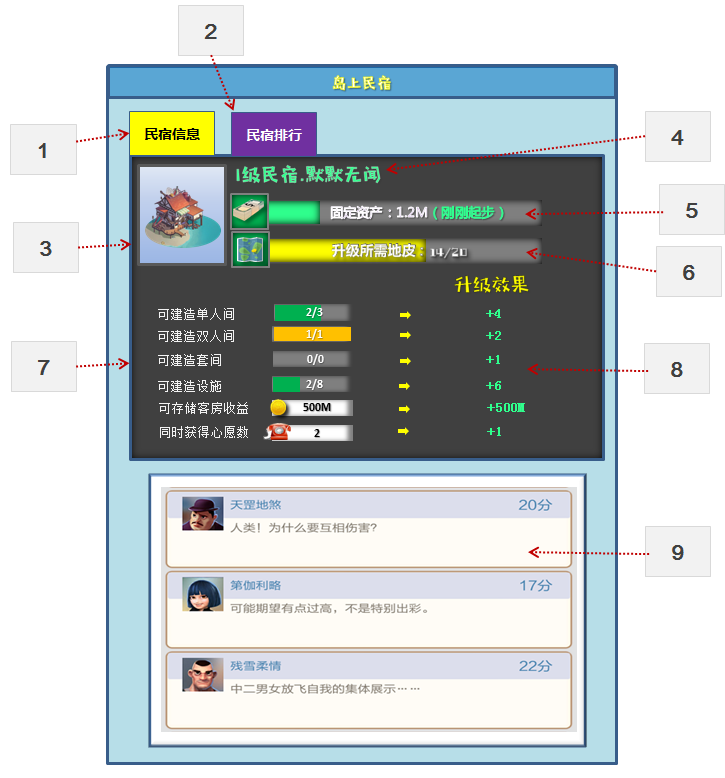 2
岛上民宿
1
民宿信息
民宿排行
4
1级民宿.默默无闻
5
固定资产：1.2M（刚刚起步）
3
6
升级所需地皮：14/20
升级效果
7
8
可建造单人间 2/3 +4
可建造双人间 1/1 +2
可建造套间 0/0 +1
可建造设施 2/8 +6
可存储客房收益 500M +500M
同时获得心愿数 2 +1
天罡地煞 20分
人类！为什么要互相伤害?
9
第伽利略 17分
可能期望有点过高，不是特别出彩。
残雪柔情 22分
中二男女放飞自我的集体展示……